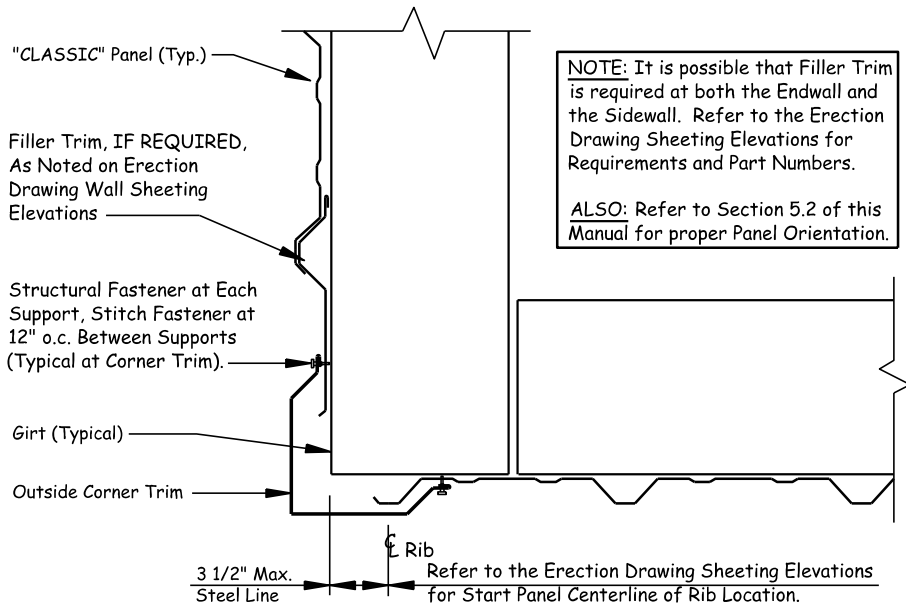 "CLASSIC" Panel (Typ.)
Filler Trim, IF REQUIRED,
As Noted on Erection
Drawing Wall Sheeting
Elevations
Structural Fastener at Each
Support, Stitch Fastener at
12" o.c. Between Supports
(Typical at Corner Trim).
Girt (Typical)
Outside Corner Trim
NOTE: It is possible that Filler Trim
is required at both the Endwall and
the Sidewall. Refer to the Erection
Drawing Sheeting Elevations for
Requirements and Part Numbers.
ALSO: Refer to Section 5.2 of this
Manual for proper Panel Orientation.
℄ Rib
3 1/2" Max.
Steel Line
Refer to the Erection Drawing Sheeting Elevations
for Start Panel Centerline of Rib Location.